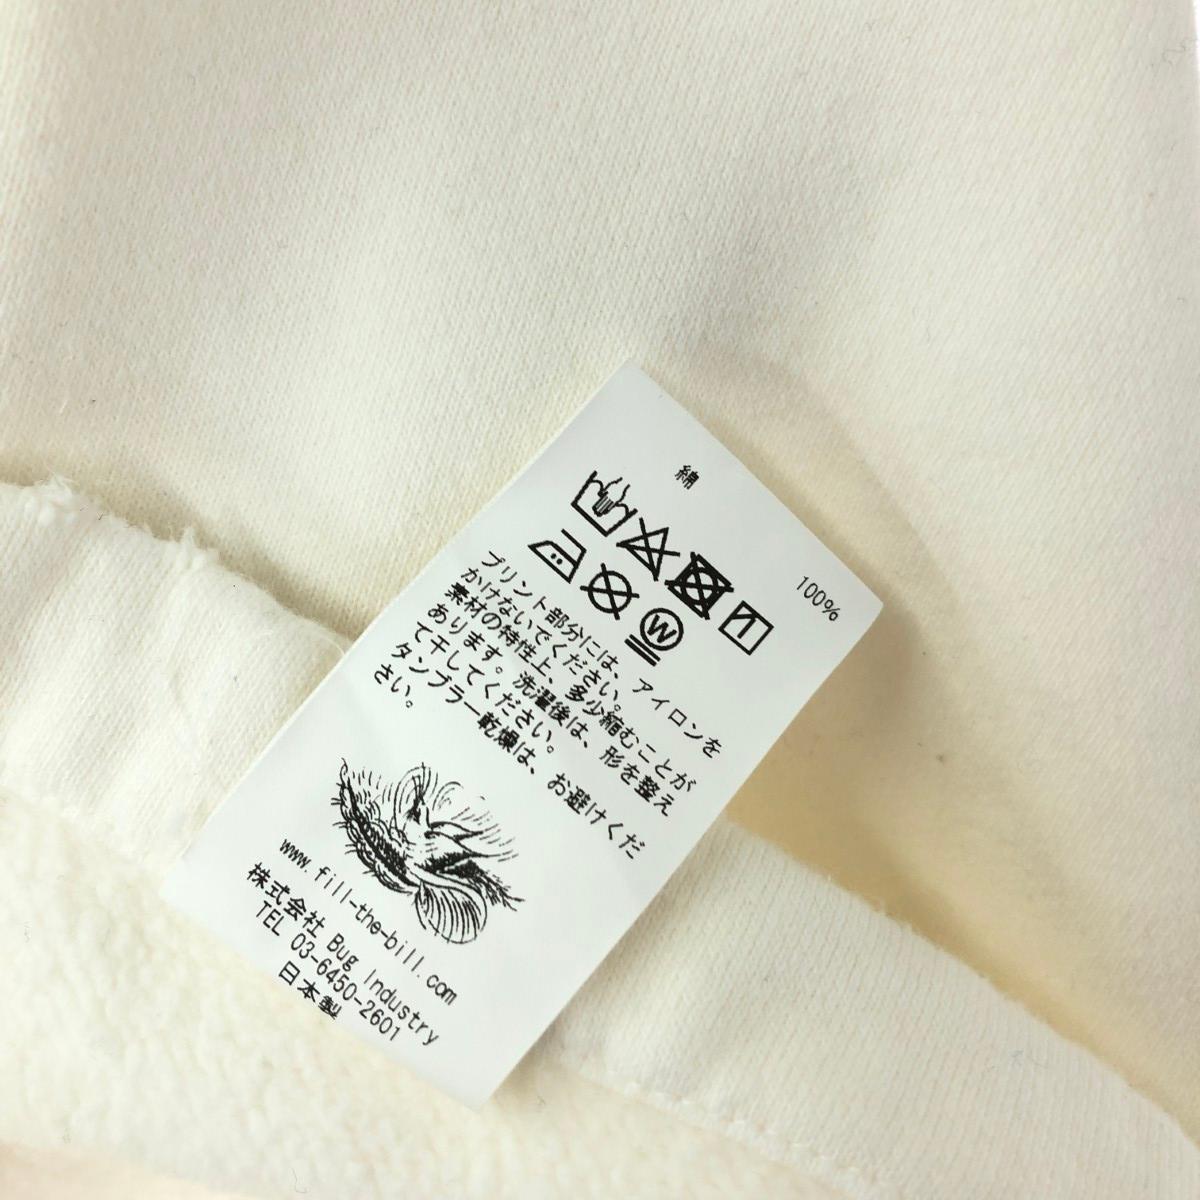 綿 100%
W
プリント部分には、アイロンを
かけないでください。
素材の特性上、多少縮むことが
あります。洗濯後は、形を整え
て干してください。
タンブラー乾燥は、お避けくだ
さい。
www.fill-the-bill.com
株式会社 Bug Industry
TEL 03-6450-2601
日本製